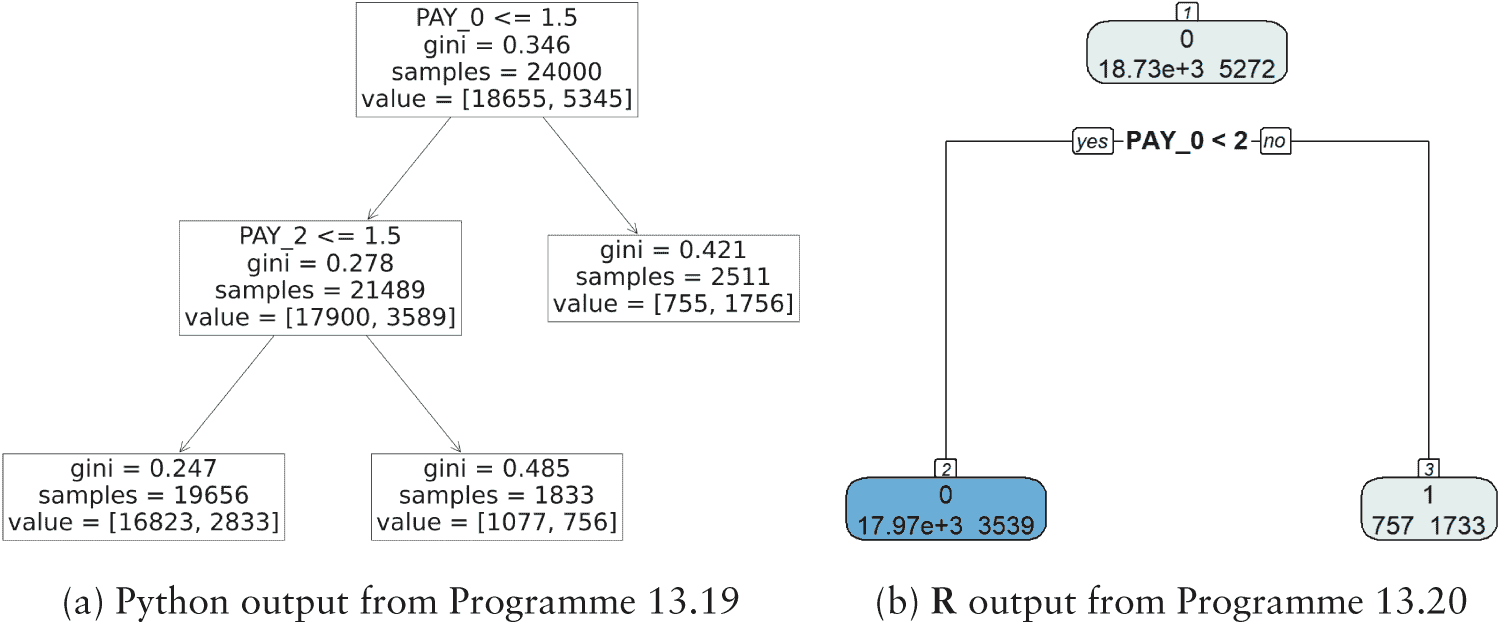 PAY_0 <= 1.5
gini = 0.346
samples = 24000
value = [18655, 5345]
PAY_2 <= 1.5
gini = 0.278
samples = 21489
value = [17900, 3589]
gini = 0.421
samples = 2511
value = [755, 1756]
gini = 0.247
samples = 19656
value = [16823, 2833]
gini = 0.485
samples = 1833
value = [1077, 756]
(a) Python output from Programme 13.19
1
0
18.73e+3 5272
yes PAY_0 < 2 no
2
0
17.97e+3 3539
3
1
757 1733
(b) R output from Programme 13.20